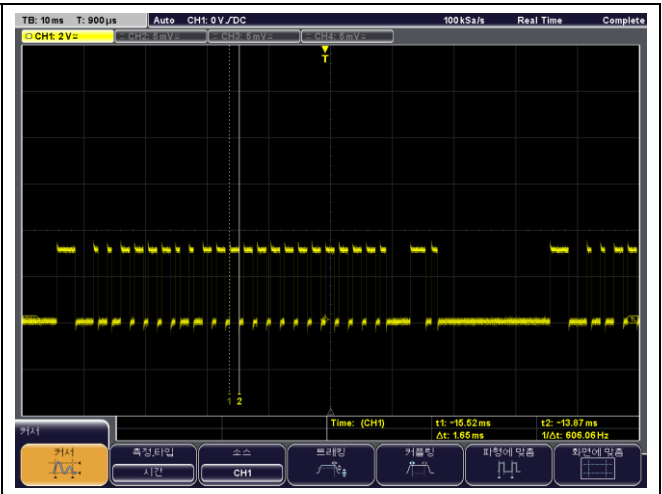 TB: 10 ms T: 900 µs Auto CH1: 0 V / DC 100 kSa/s Real Time Complete
CH1: 2 V= CH2: 5 mV= CH3: 5 mV= CH4: 5 mV=
T
1 2
커서 Time: (CH1) t1: -15.52 ms t2: -13.87 ms
Δt: 1.65 ms 1/Δt: 606.06 Hz
커서 측정.타입 소스 트래킹 커플링 파형에 맞춤 화면에 맞춤
시간 CH1